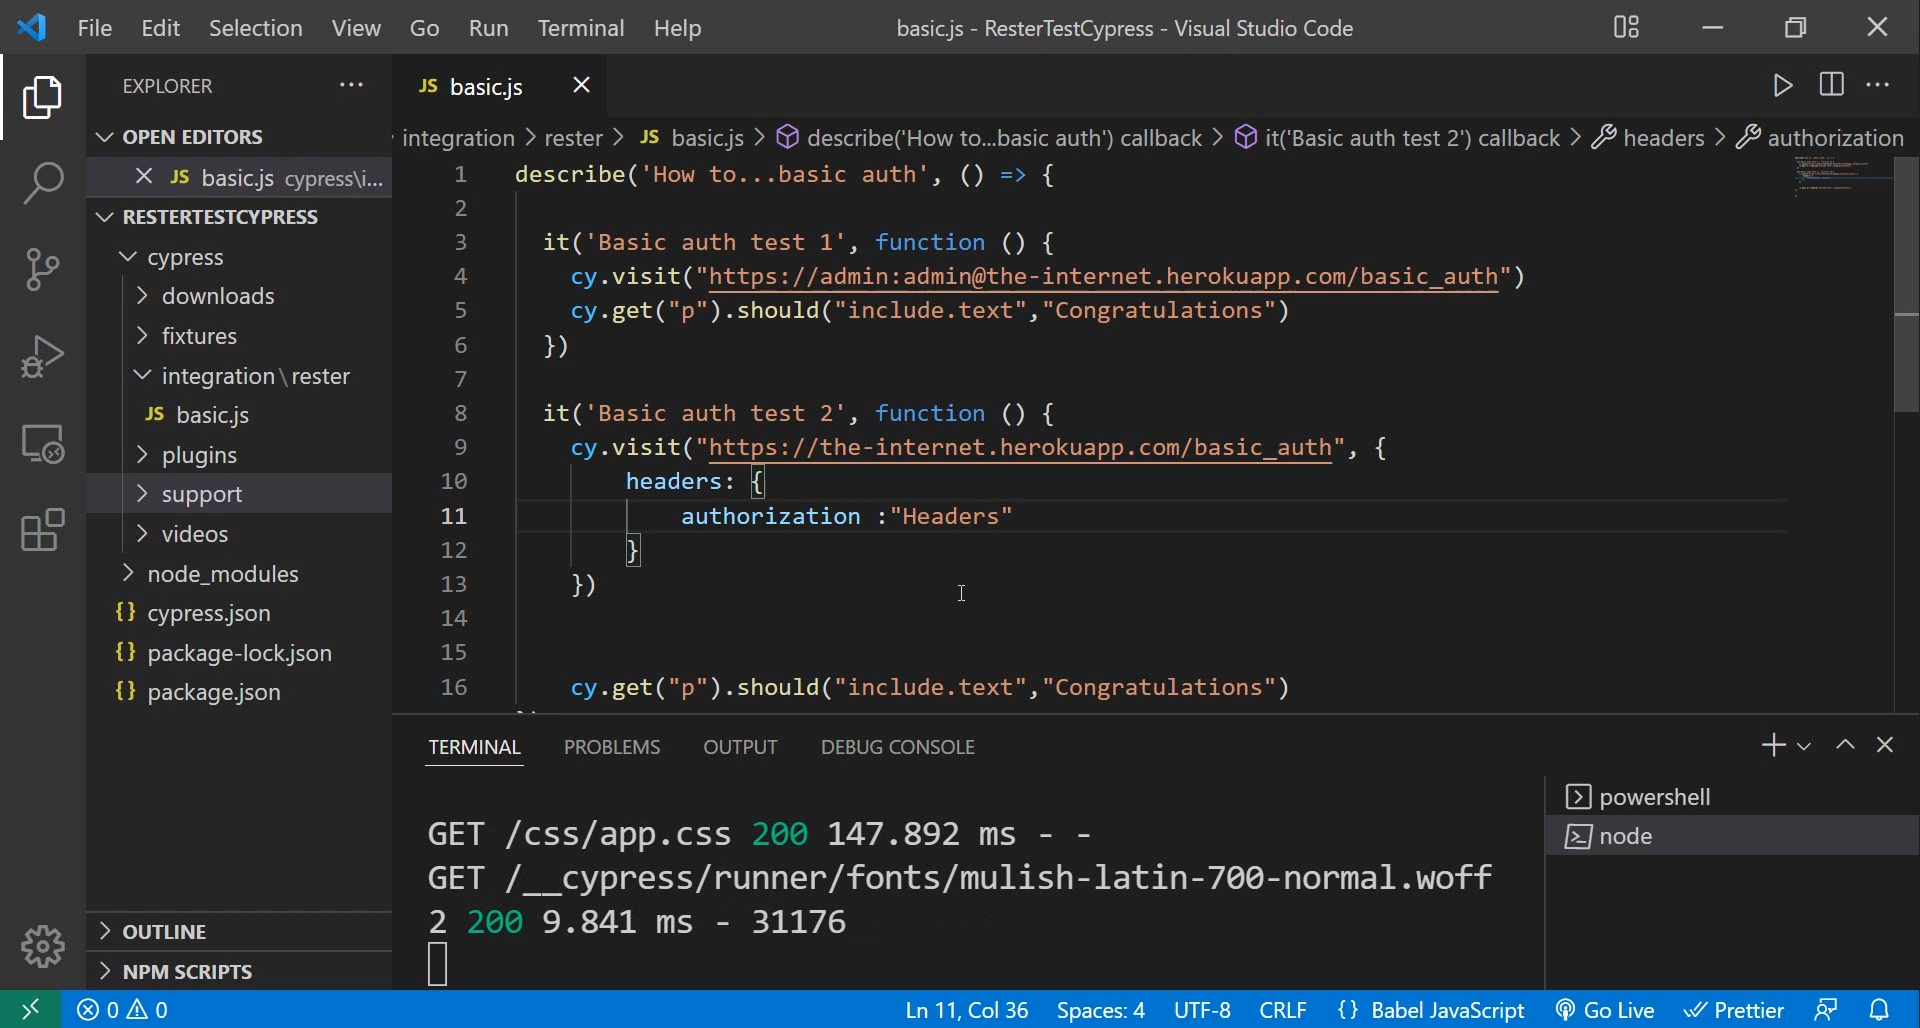 File Edit Selection View Go Run Terminal Help
basic.js - ResterTestCypress - Visual Studio Code
EXPLORER
OPEN EDITORS
JS basic.js cypress\i...
RESTERTESTCYPRESS
cypress
downloads
fixtures
integration\rester
JS basic.js
plugins
support
videos
node_modules
{} cypress.json
{} package-lock.json
{} package.json
OUTLINE
NPM SCRIPTS
JS basic.js
integration > rester > JS basic.js > describe('How to...basic auth') callback > it('Basic auth test 2') callback > headers > authorization
1 describe('How to...basic auth', () => {
2
3 it('Basic auth test 1', function () {
4 cy.visit("https://admin:admin@the-internet.herokuapp.com/basic_auth")
5 cy.get("p").should("include.text","Congratulations")
6 })
7
8 it('Basic auth test 2', function () {
9 cy.visit("https://the-internet.herokuapp.com/basic_auth", {
10 headers: {
11 authorization :"Headers"
12 }
13 })
14
15
16 cy.get("p").should("include.text","Congratulations")
TERMINAL PROBLEMS OUTPUT DEBUG CONSOLE
GET /css/app.css 200 147.892 ms - -
GET /__cypress/runner/fonts/mulish-latin-700-normal.woff
2 200 9.841 ms - 31176
powershell
node
0 0
Ln 11, Col 36 Spaces: 4 UTF-8 CRLF {} Babel JavaScript Go Live Prettier